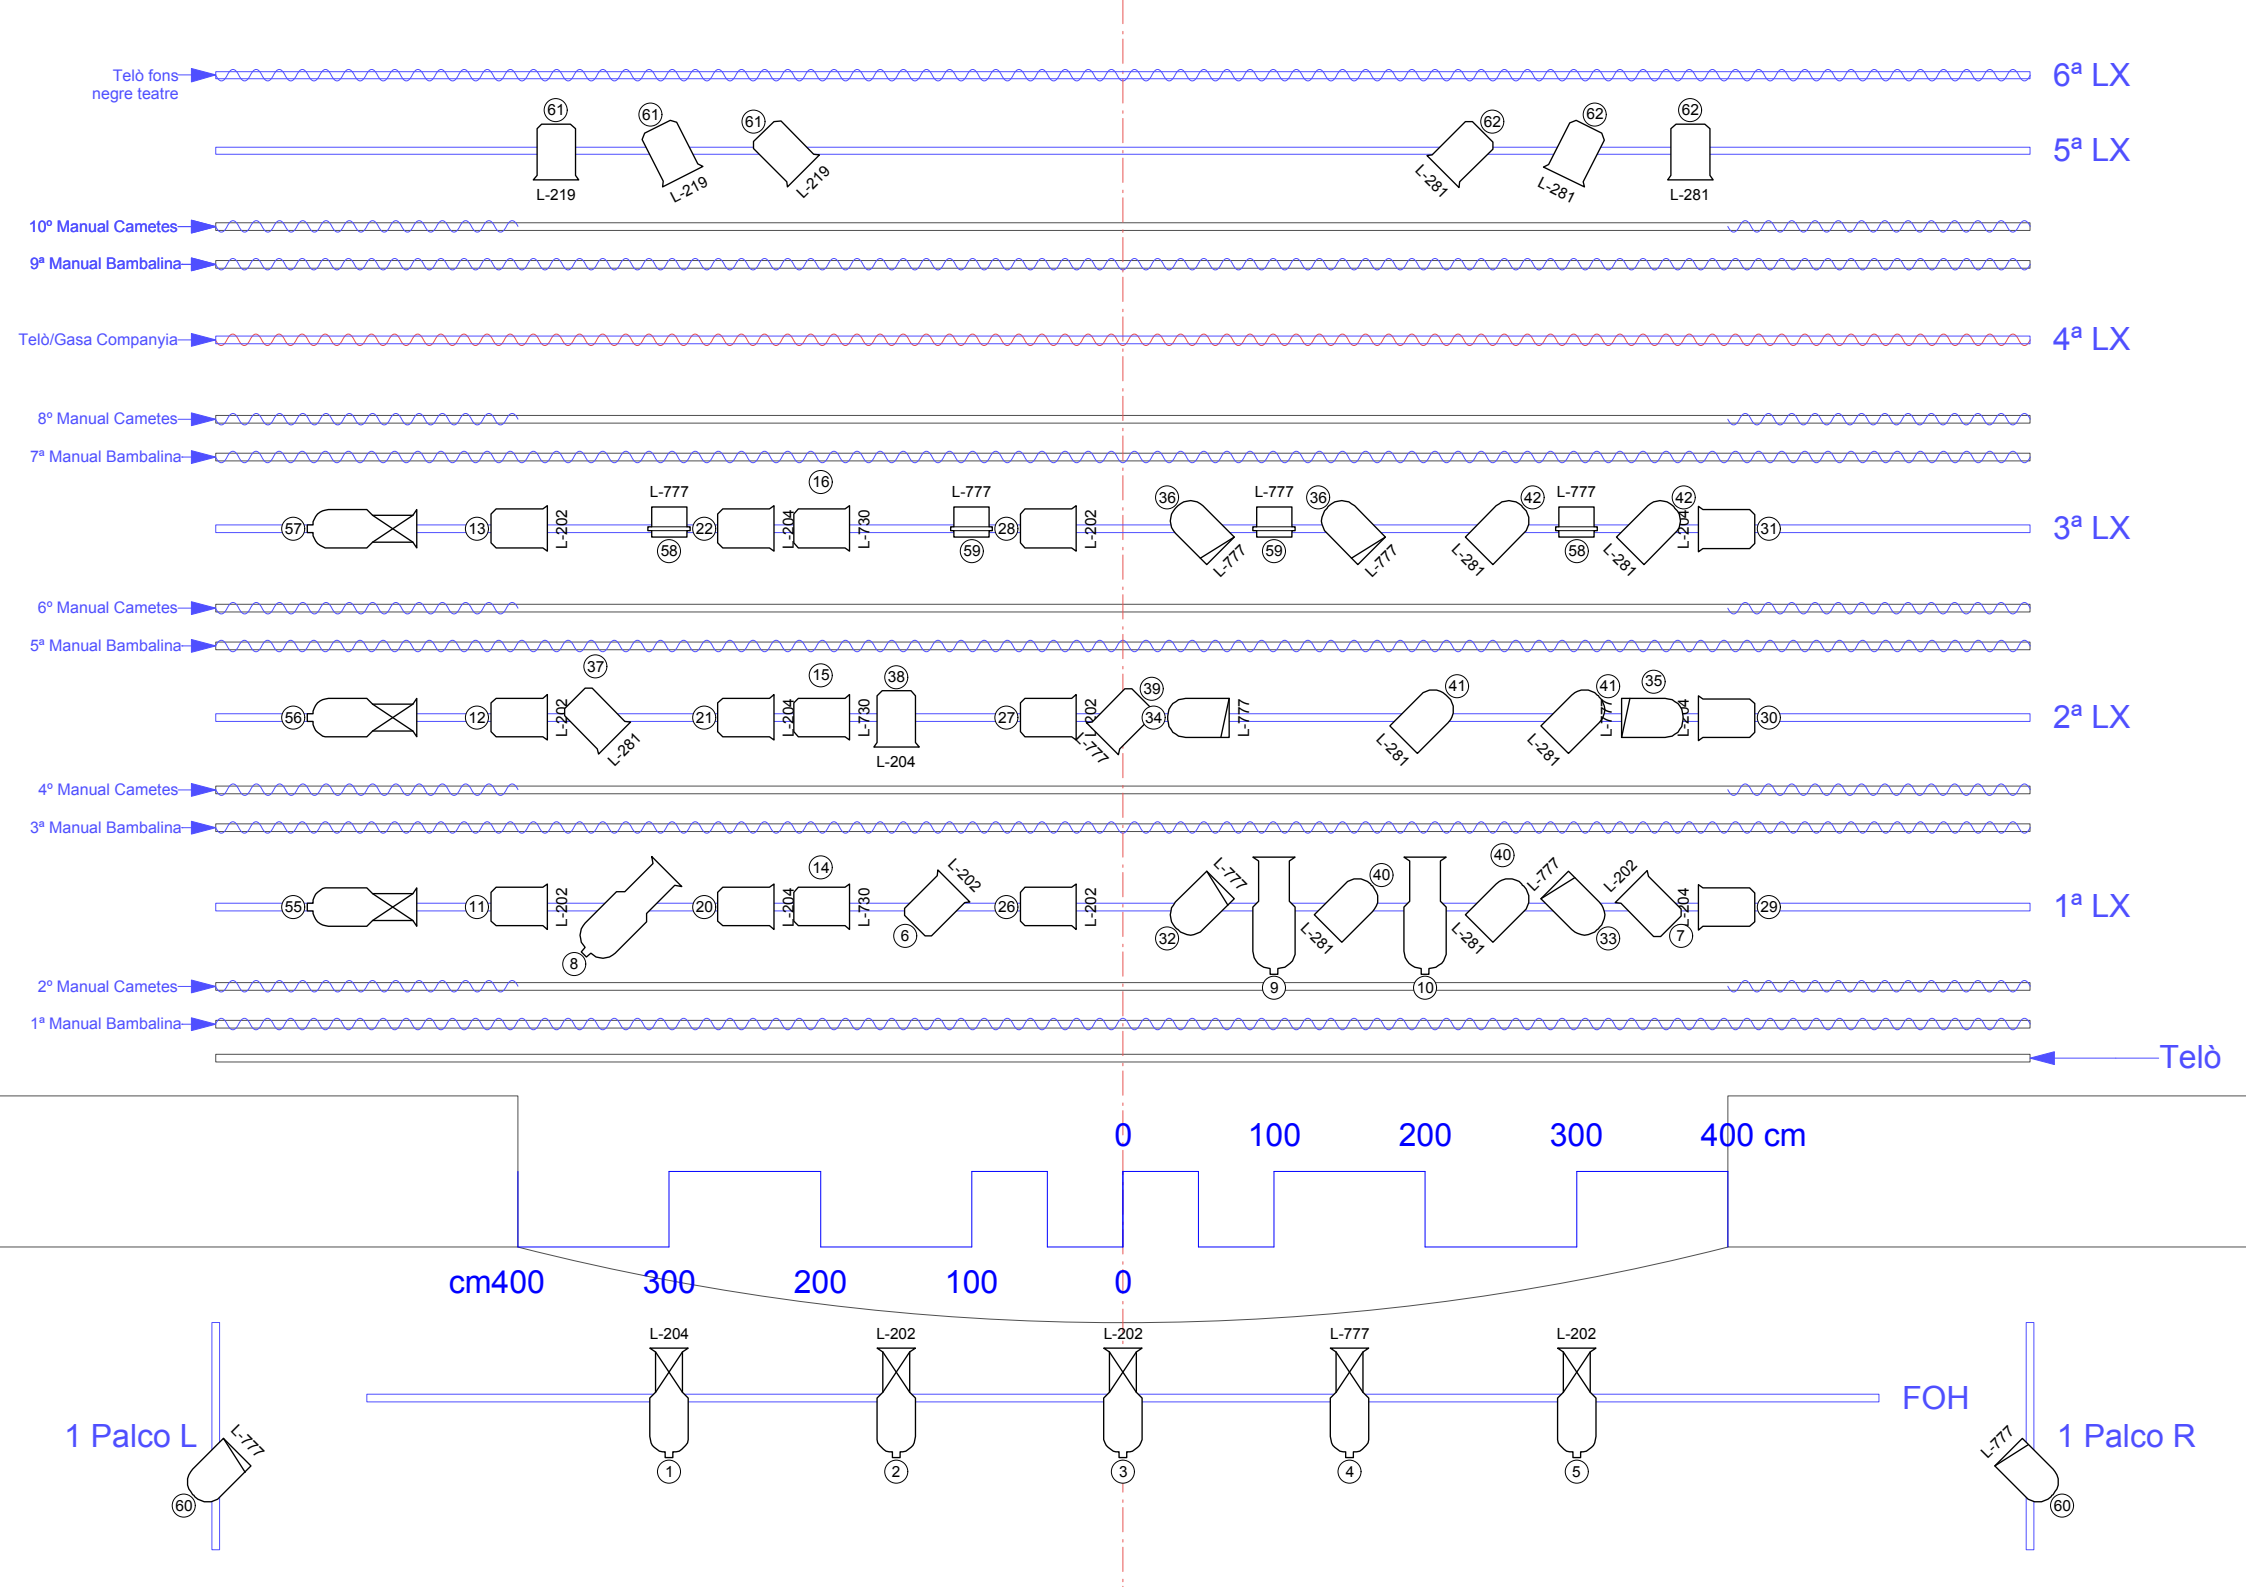 Telò fons
negre teatre
6ª LX
61 61 61 62 62 62
5ª LX
L-219 L-219 L-219 L-281 L-281 L-281
10º Manual Cametes
9ª Manual Bambalina
Telò/Gasa Companyia
4ª LX
8º Manual Cametes
7ª Manual Bambalina
16
L-777 L-777 L-777 L-777
36 36 42 42
57 13 L-202 22 L-204 L-730 28 L-202 L-204 31
3ª LX
58 59 59 58
L-777 L-777 L-281 L-281
6º Manual Cametes
5ª Manual Bambalina
37 15 38 39 41 41 35
56 12 L-202 21 L-204 L-730 27 L-202 34 L-777 L-777 L-204 30
2ª LX
L-281 L-204 L-777 L-281 L-281
4º Manual Cametes
3ª Manual Bambalina
14 40 40
L-202 L-777 L-777 L-202
55 11 L-202 20 L-204 L-730 26 L-202 L-204 29
1ª LX
8 6 32 L-281 L-281 33 7
9 10
2º Manual Cametes
1ª Manual Bambalina
Telò
0 100 200 300 400 cm
cm400 300 200 100 0
L-204 L-202 L-202 L-777 L-202
FOH
1 Palco L L-777 L-777 1 Palco R
1 2 3 4 5
60 60